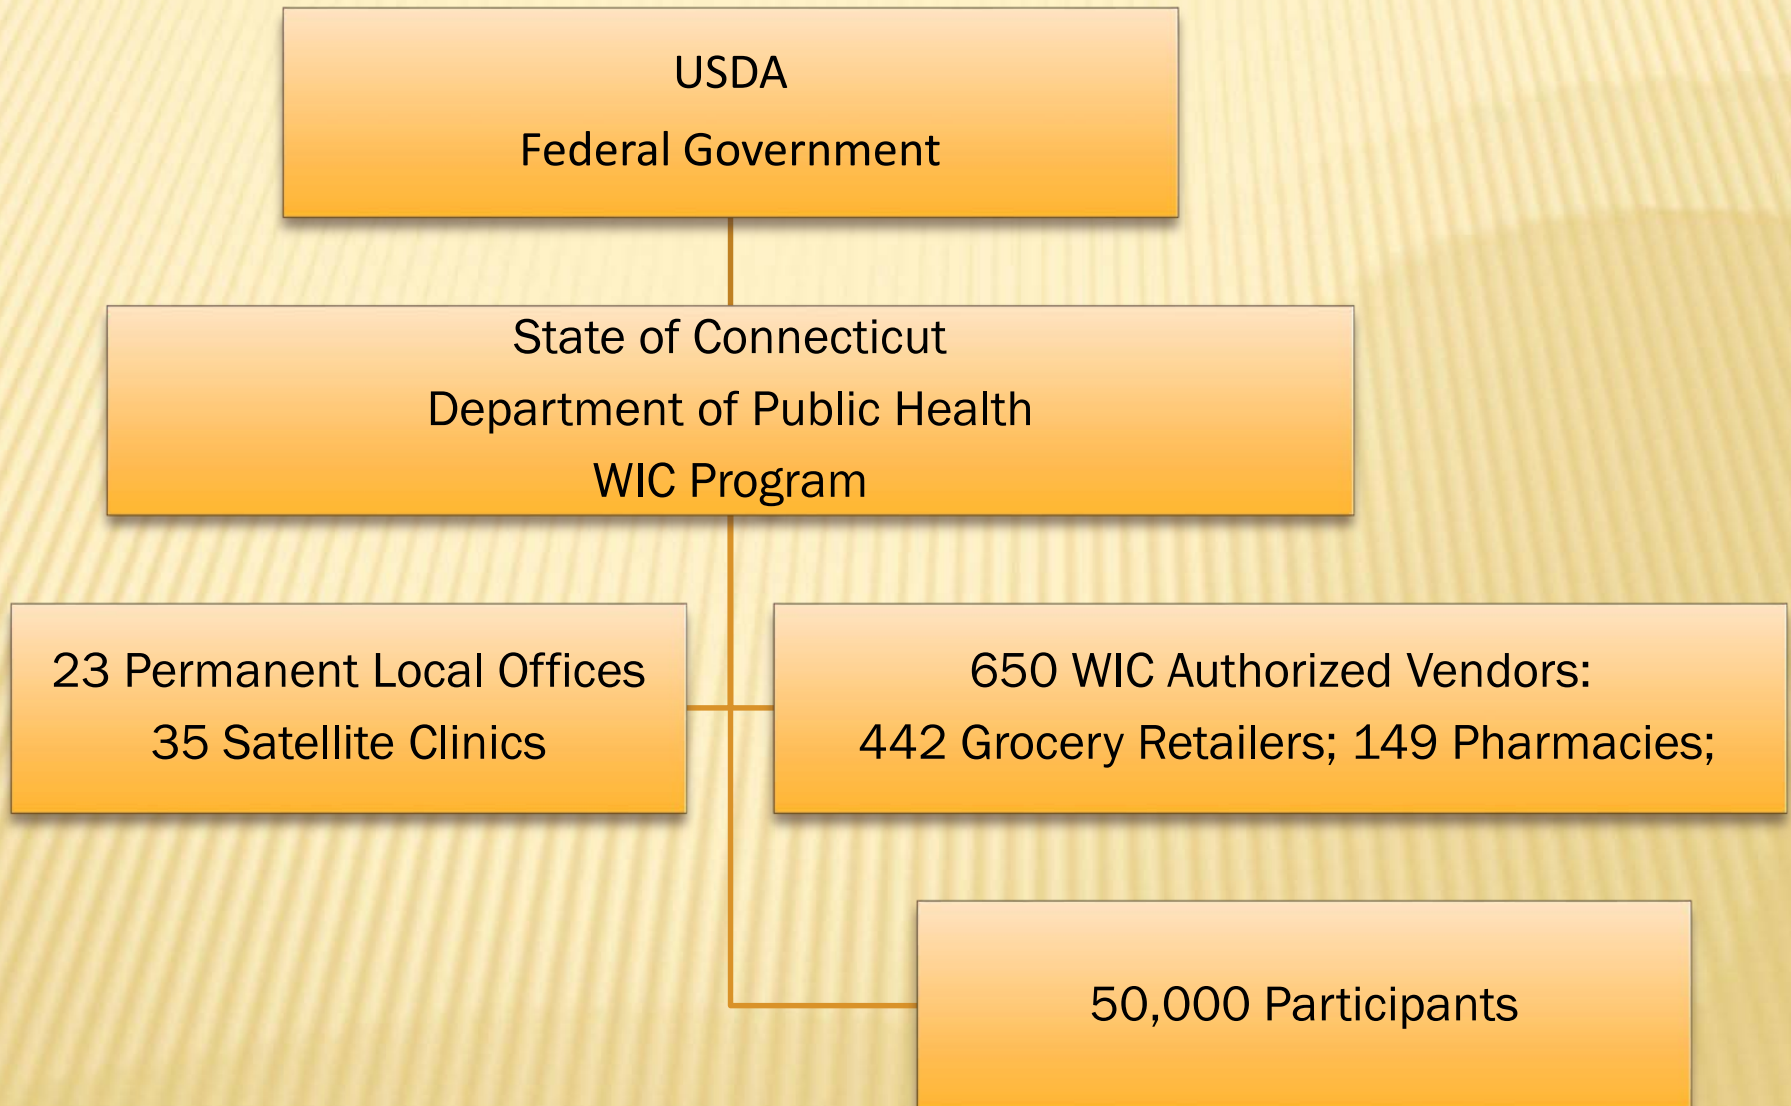 USDA
Federal Government
State of Connecticut
Department of Public Health
WIC Program
23 Permanent Local Offices
35 Satellite Clinics
650 WIC Authorized Vendors:
442 Grocery Retailers; 149 Pharmacies;
50,000 Participants